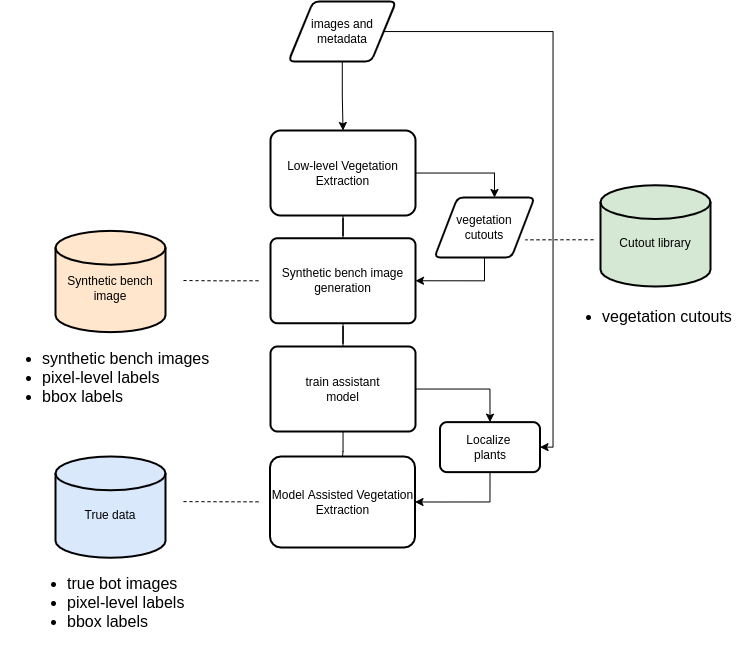 images and
metadata
Low-level Vegetation
Extraction
vegetation
cutouts
Cutout library
Synthetic bench
image
Synthetic bench image
generation
• vegetation cutouts
• synthetic bench images
• pixel-level labels
• bbox labels
train assistant
model
Localize
plants
True data
Model Assisted Vegetation
Extraction
• true bot images
• pixel-level labels
• bbox labels